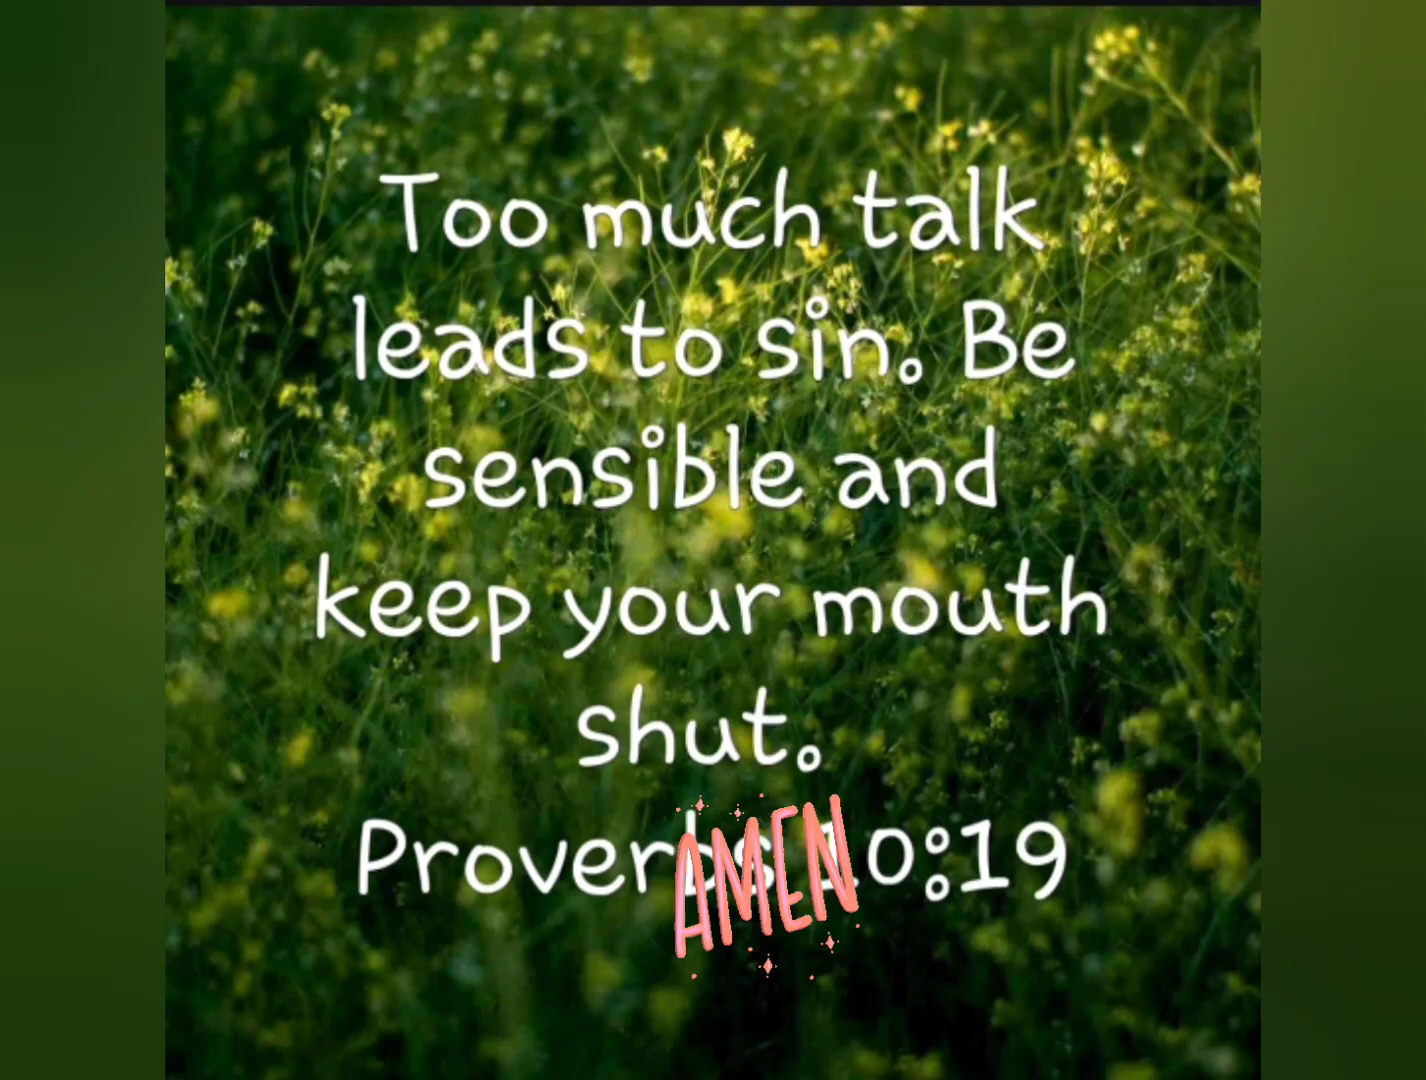 Too much talk
leads to sin. Be
sensible and
keep your mouth
shut.
Proverbs 10:19
AMEN